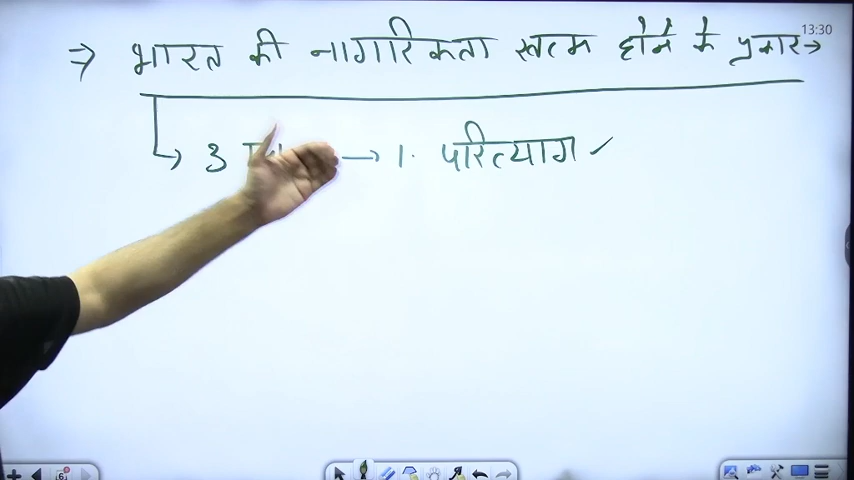 13:30
⇒ भारत की नागरिकता खत्म होने के प्रकार→
↳ 3 → 1. परित्याग ✓